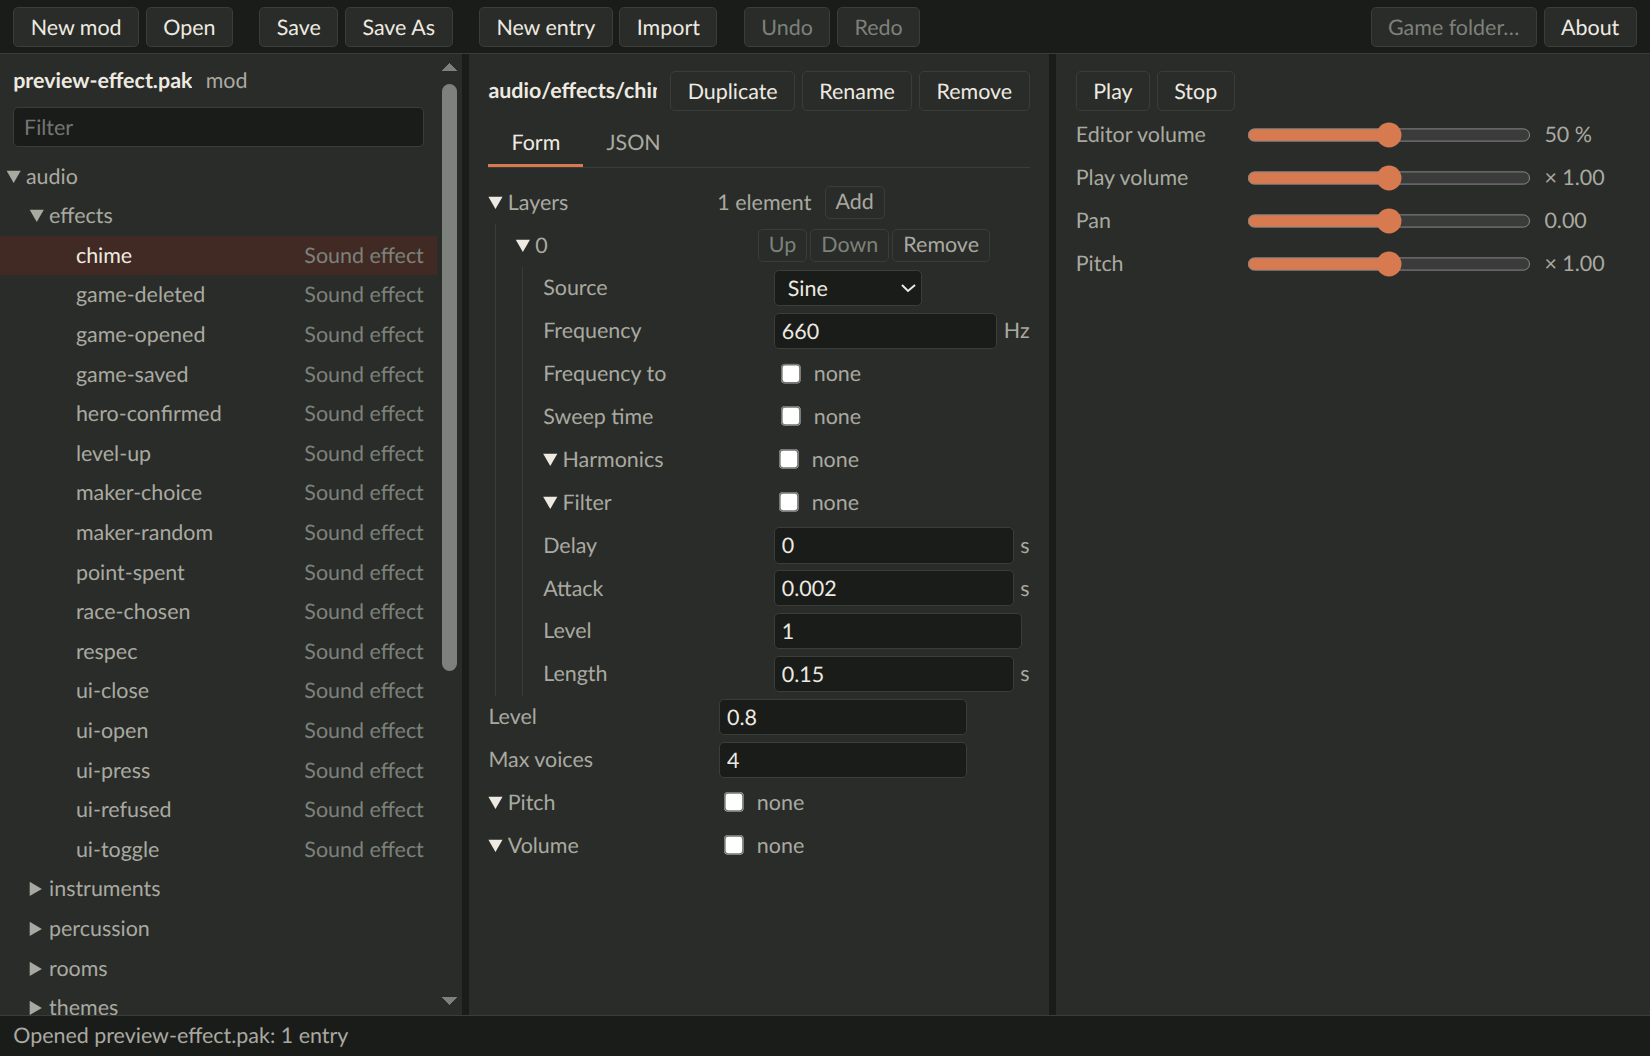 New mod Open Save Save As New entry Import Undo Redo Game folder... About
preview-effect.pak mod
Filter
audio
effects
chime Sound effect
game-deleted Sound effect
game-opened Sound effect
game-saved Sound effect
hero-confirmed Sound effect
level-up Sound effect
maker-choice Sound effect
maker-random Sound effect
point-spent Sound effect
race-chosen Sound effect
respec Sound effect
ui-close Sound effect
ui-open Sound effect
ui-press Sound effect
ui-refused Sound effect
ui-toggle Sound effect
instruments
percussion
rooms
themes
audio/effects/chir Duplicate Rename Remove
Form JSON
Layers 1 element Add
0 Up Down Remove
Source Sine
Frequency 660 Hz
Frequency to none
Sweep time none
Harmonics none
Filter none
Delay 0 s
Attack 0.002 s
Level 1
Length 0.15 s
Level 0.8
Max voices 4
Pitch none
Volume none
Play Stop
Editor volume 50 %
Play volume × 1.00
Pan 0.00
Pitch × 1.00
Opened preview-effect.pak: 1 entry